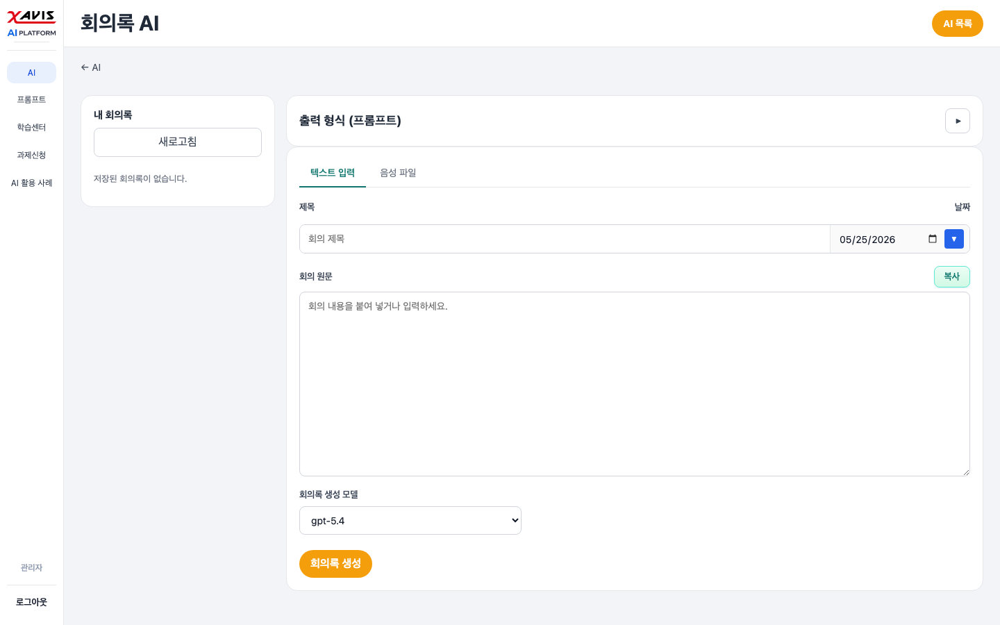 XAVIS
AI PLATFORM
AI
프롬프트
학습센터
과제신청
AI 활용 사례
관리자
로그아웃
회의록 AI
AI 목록
← AI
내 회의록
새로고침
저장된 회의록이 없습니다.
출력 형식 (프롬프트)
텍스트 입력
음성 파일
제목
날짜
회의 제목
05/25/2026
회의 원문
복사
회의 내용을 붙여 넣거나 입력하세요.
회의록 생성 모델
gpt-5.4
회의록 생성